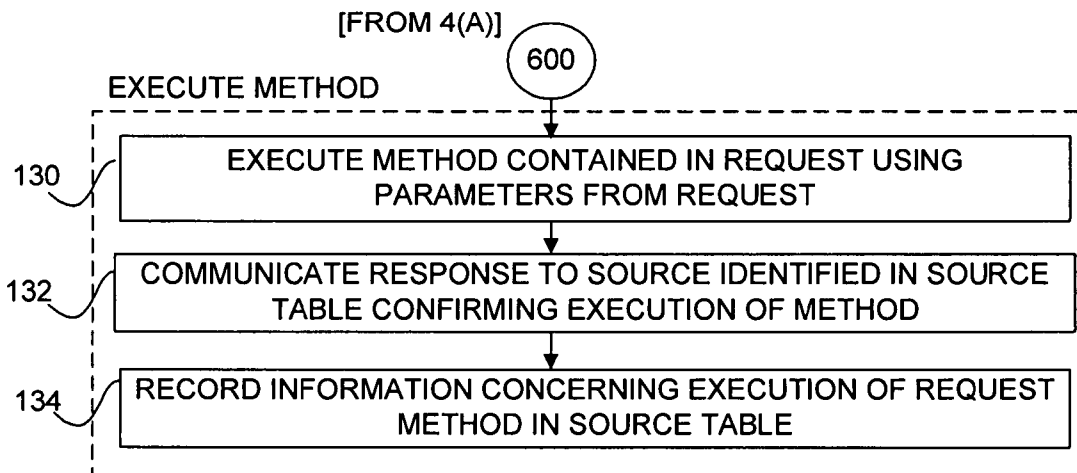 [FROM 4(A)]
600
EXECUTE METHOD
130
EXECUTE METHOD CONTAINED IN REQUEST USING
PARAMETERS FROM REQUEST
132
COMMUNICATE RESPONSE TO SOURCE IDENTIFIED IN SOURCE
TABLE CONFIRMING EXECUTION OF METHOD
134
RECORD INFORMATION CONCERNING EXECUTION OF REQUEST
METHOD IN SOURCE TABLE